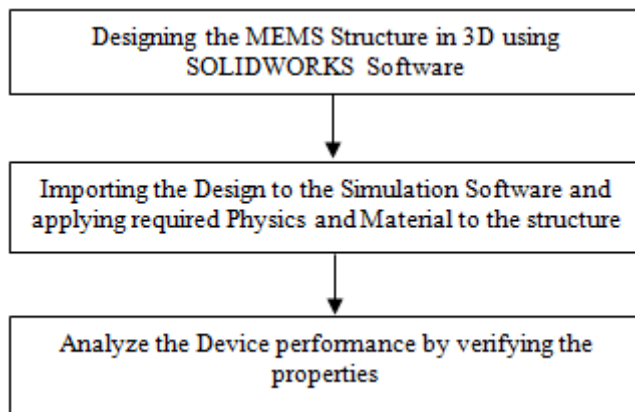 Designing the MEMS Structure in 3D using
SOLIDWORKS Software
Importing the Design to the Simulation Software and
applying required Physics and Material to the structure
Analyze the Device performance by verifying the
properties